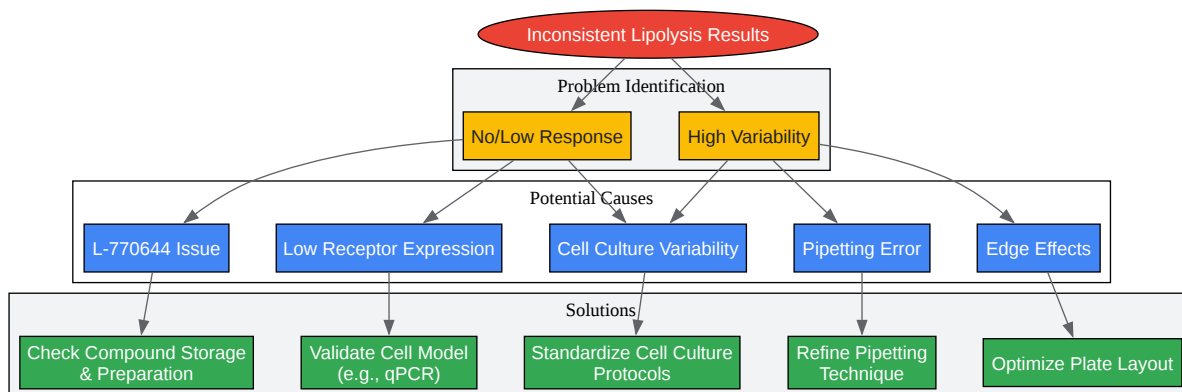 Inconsistent Lipolysis Results
Problem Identification
No/Low Response
High Variability
Potential Causes
L-770644 Issue
Low Receptor Expression
Cell Culture Variability
Pipetting Error
Edge Effects
Solutions
Check Compound Storage
& Preparation
Validate Cell Model
(e.g., qPCR)
Standardize Cell Culture
Protocols
Refine Pipetting
Technique
Optimize Plate Layout